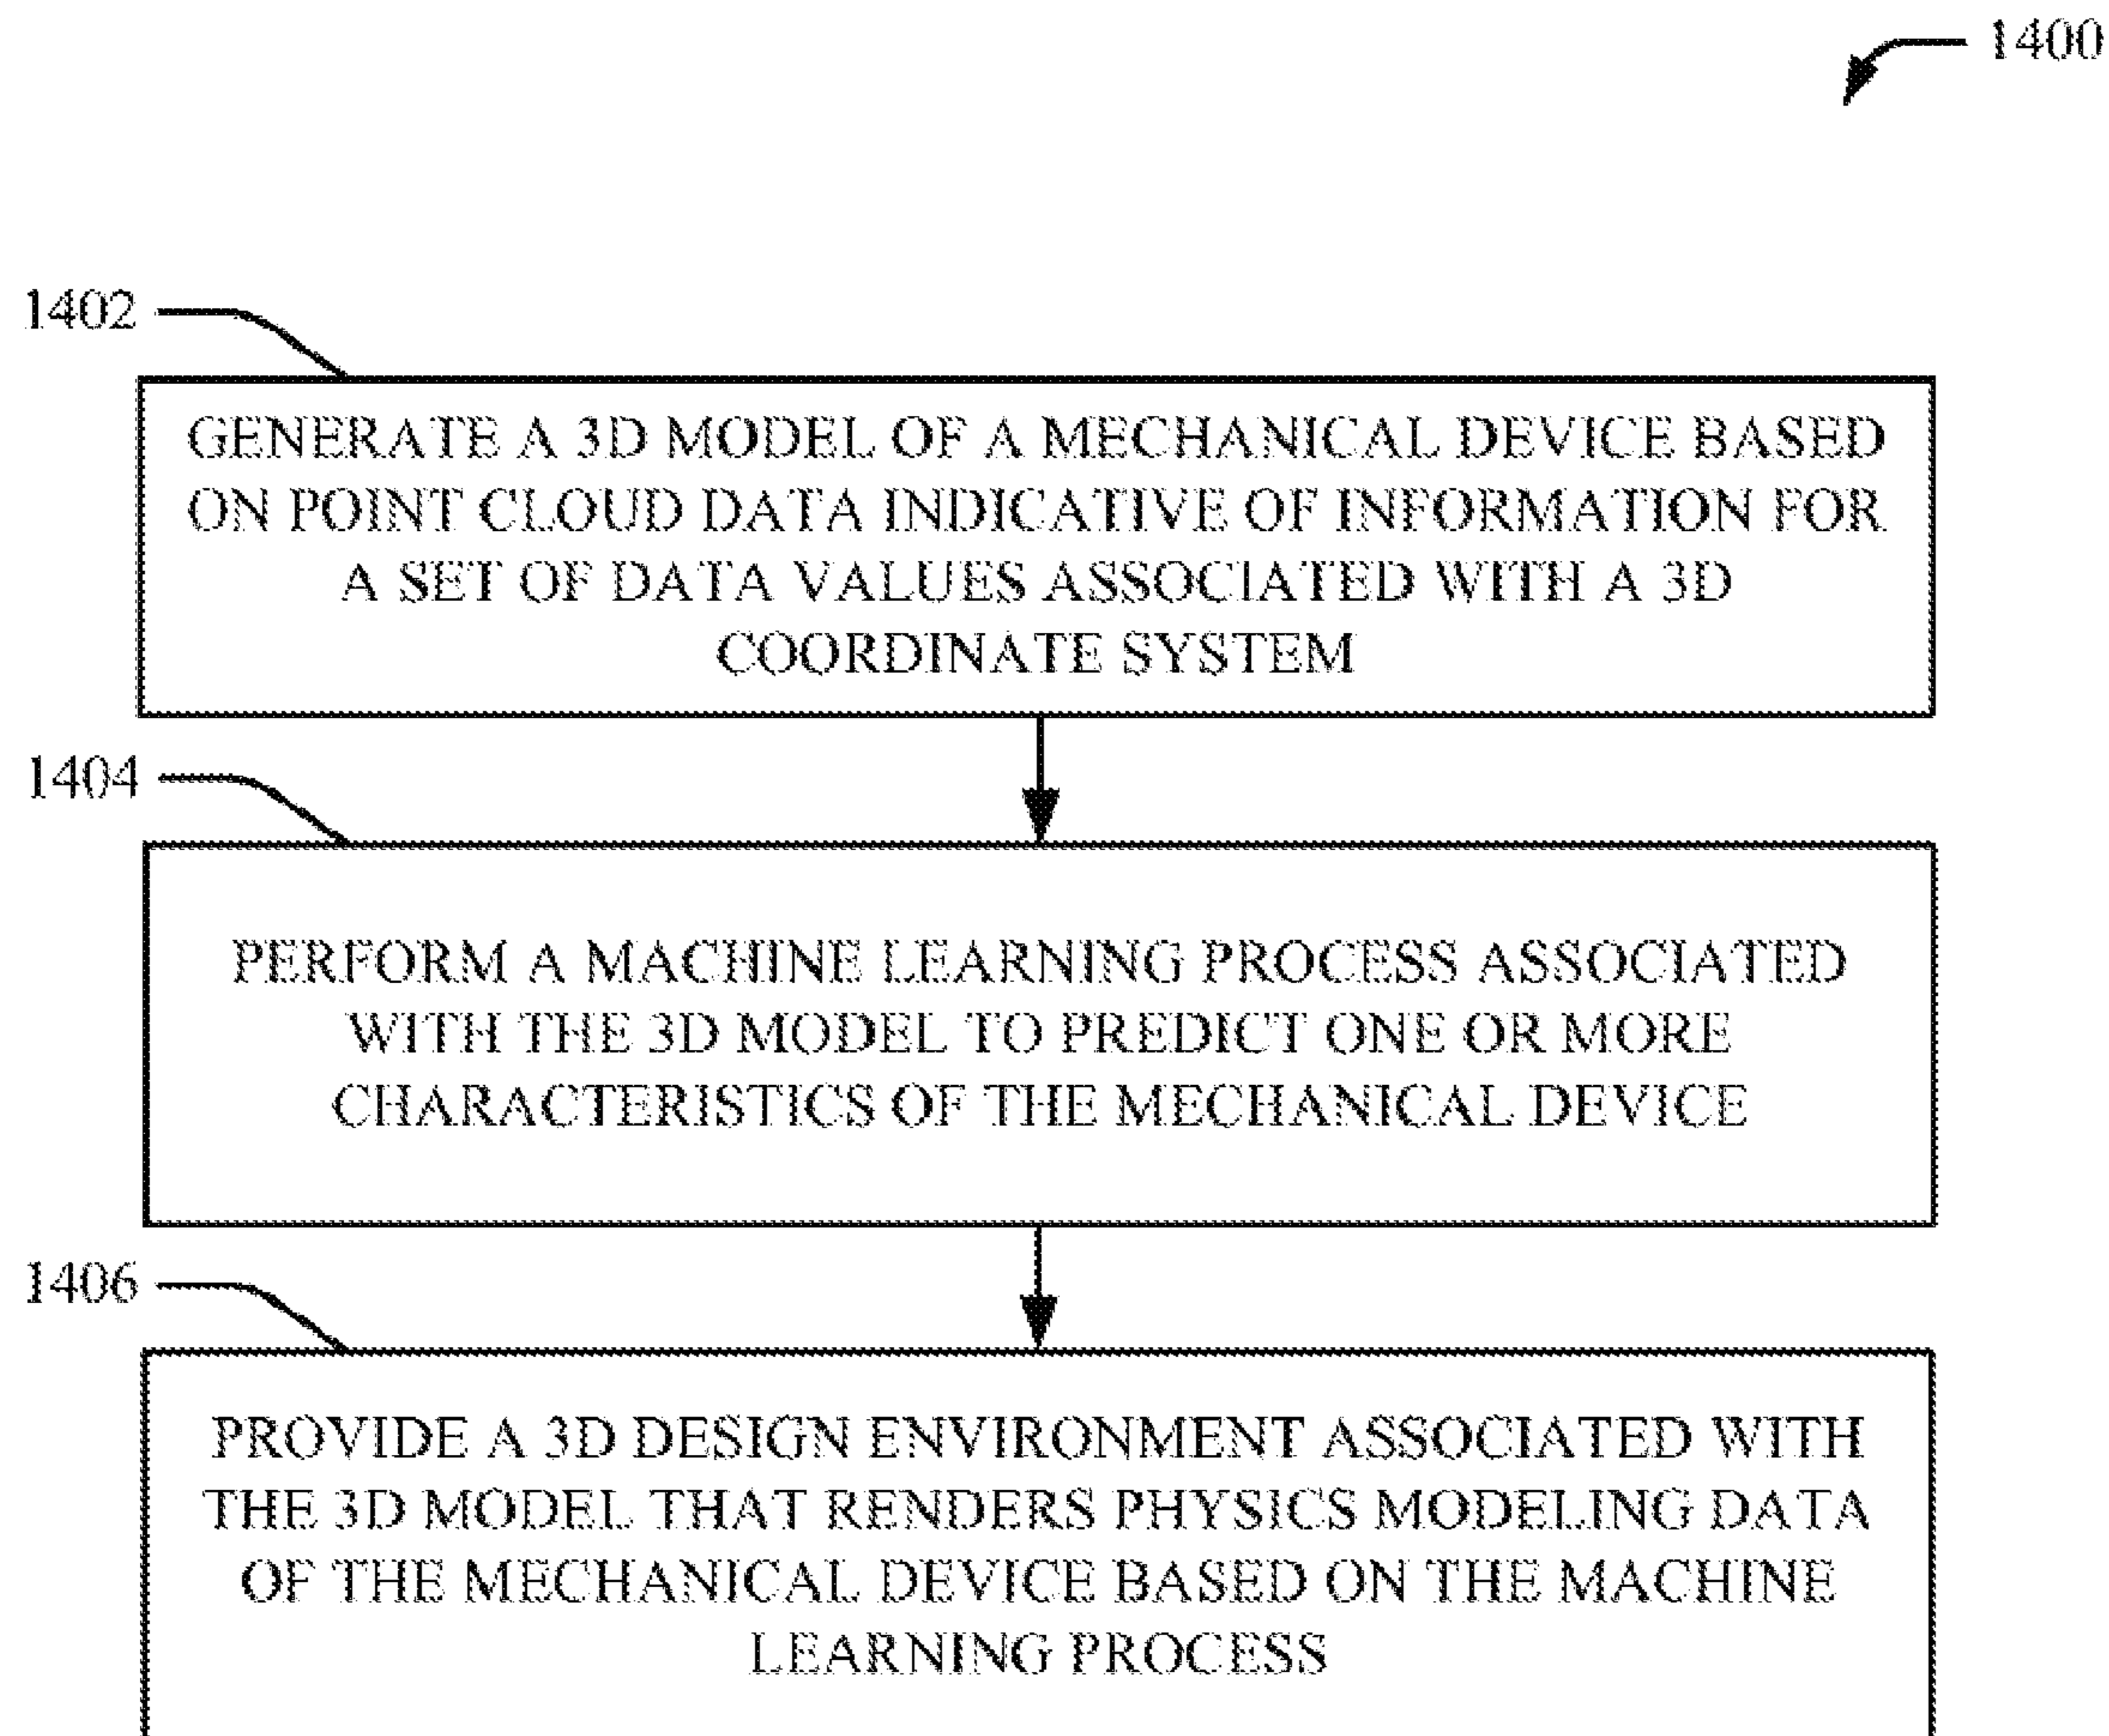 1400
1402
GENERATE A 3D MODEL OF A MECHANICAL DEVICE BASED
ON POINT CLOUD DATA INDICATIVE OF INFORMATION FOR
A SET OF DATA VALUES ASSOCIATED WITH A 3D
COORDINATE SYSTEM
1404
PERFORM A MACHINE LEARNING PROCESS ASSOCIATED
WITH THE 3D MODEL TO PREDICT ONE OR MORE
CHARACTERISTICS OF THE MECHANICAL DEVICE
1406
PROVIDE A 3D DESIGN ENVIRONMENT ASSOCIATED WITH
THE 3D MODEL THAT RENDERS PHYSICS MODELING DATA
OF THE MECHANICAL DEVICE BASED ON THE MACHINE
LEARNING PROCESS